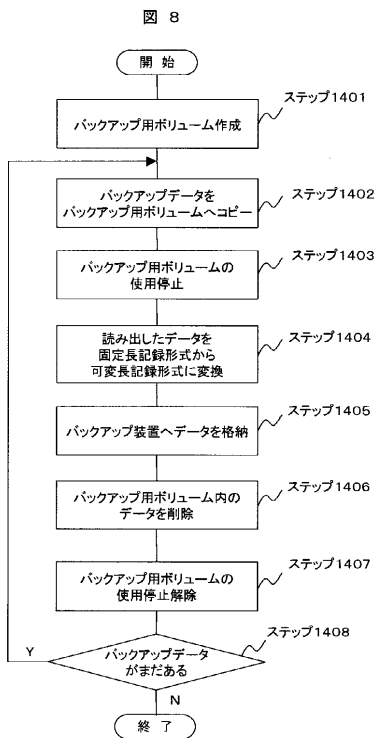 図 8
開 始
バックアップ用ボリューム作成
ステップ1401
バックアップデータを
バックアップ用ボリュームへコピー
ステップ1402
バックアップ用ボリュームの
使用停止
ステップ1403
読み出したデータを
固定長記録形式から
可変長記録形式に変換
ステップ1404
バックアップ装置へデータを格納
ステップ1405
バックアップ用ボリューム内の
データを削除
ステップ1406
バックアップ用ボリュームの
使用停止解除
ステップ1407
バックアップデータ
がまだある
ステップ1408
Y
N
終 了